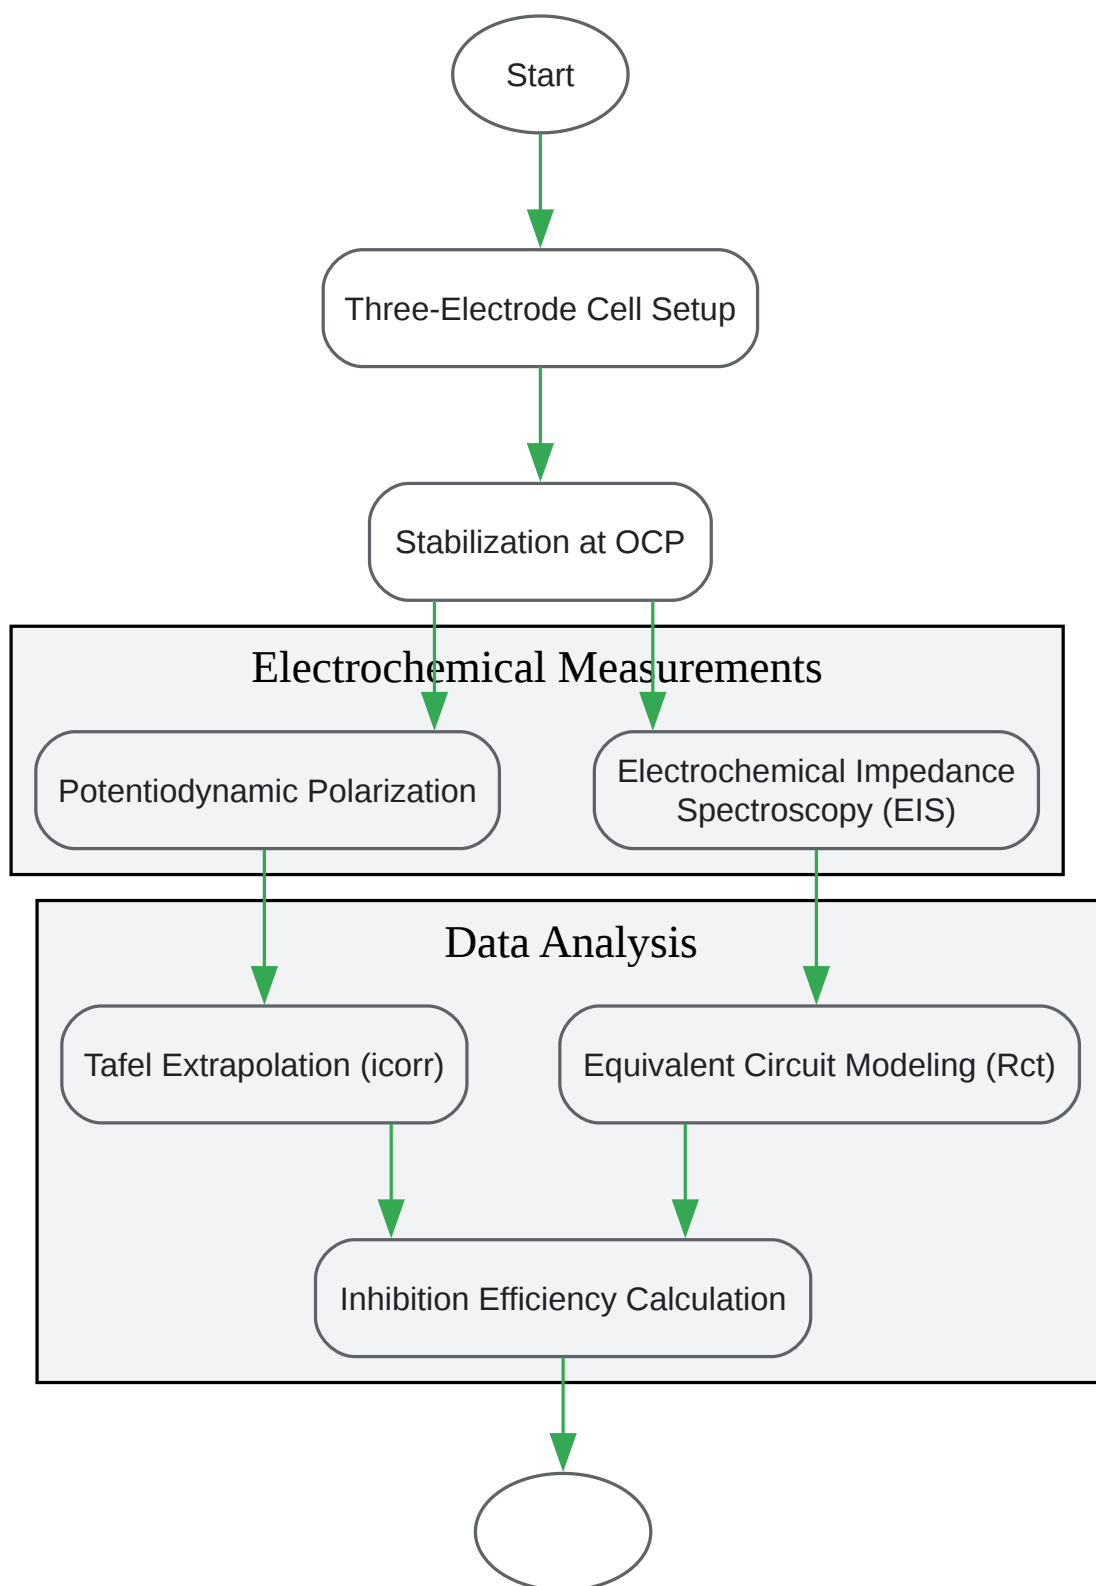 Start
Three-Electrode Cell Setup
Stabilization at OCP
Electrochemical Measurements
Potentiodynamic Polarization
Electrochemical Impedance
Spectroscopy (EIS)
Data Analysis
Tafel Extrapolation (icorr)
Equivalent Circuit Modeling (Rct)
Inhibition Efficiency Calculation